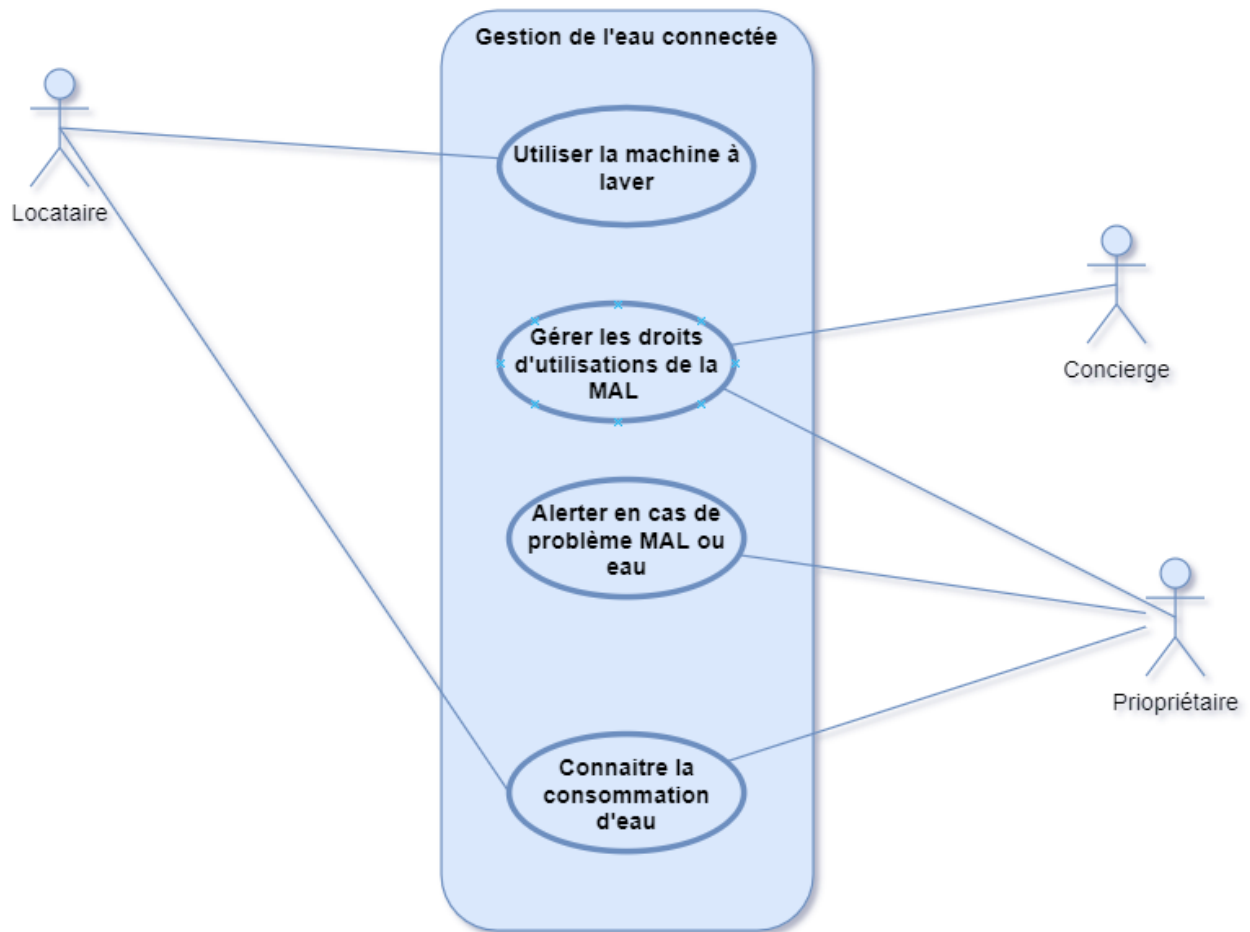 Gestion de l'eau connectée
Utiliser la machine à
laver
Locataire
Gérer les droits
d'utilisations de la
MAL
Concierge
Alerter en cas de
problème MAL ou
eau
Priopriétaire
Connaitre la
consommation
d'eau